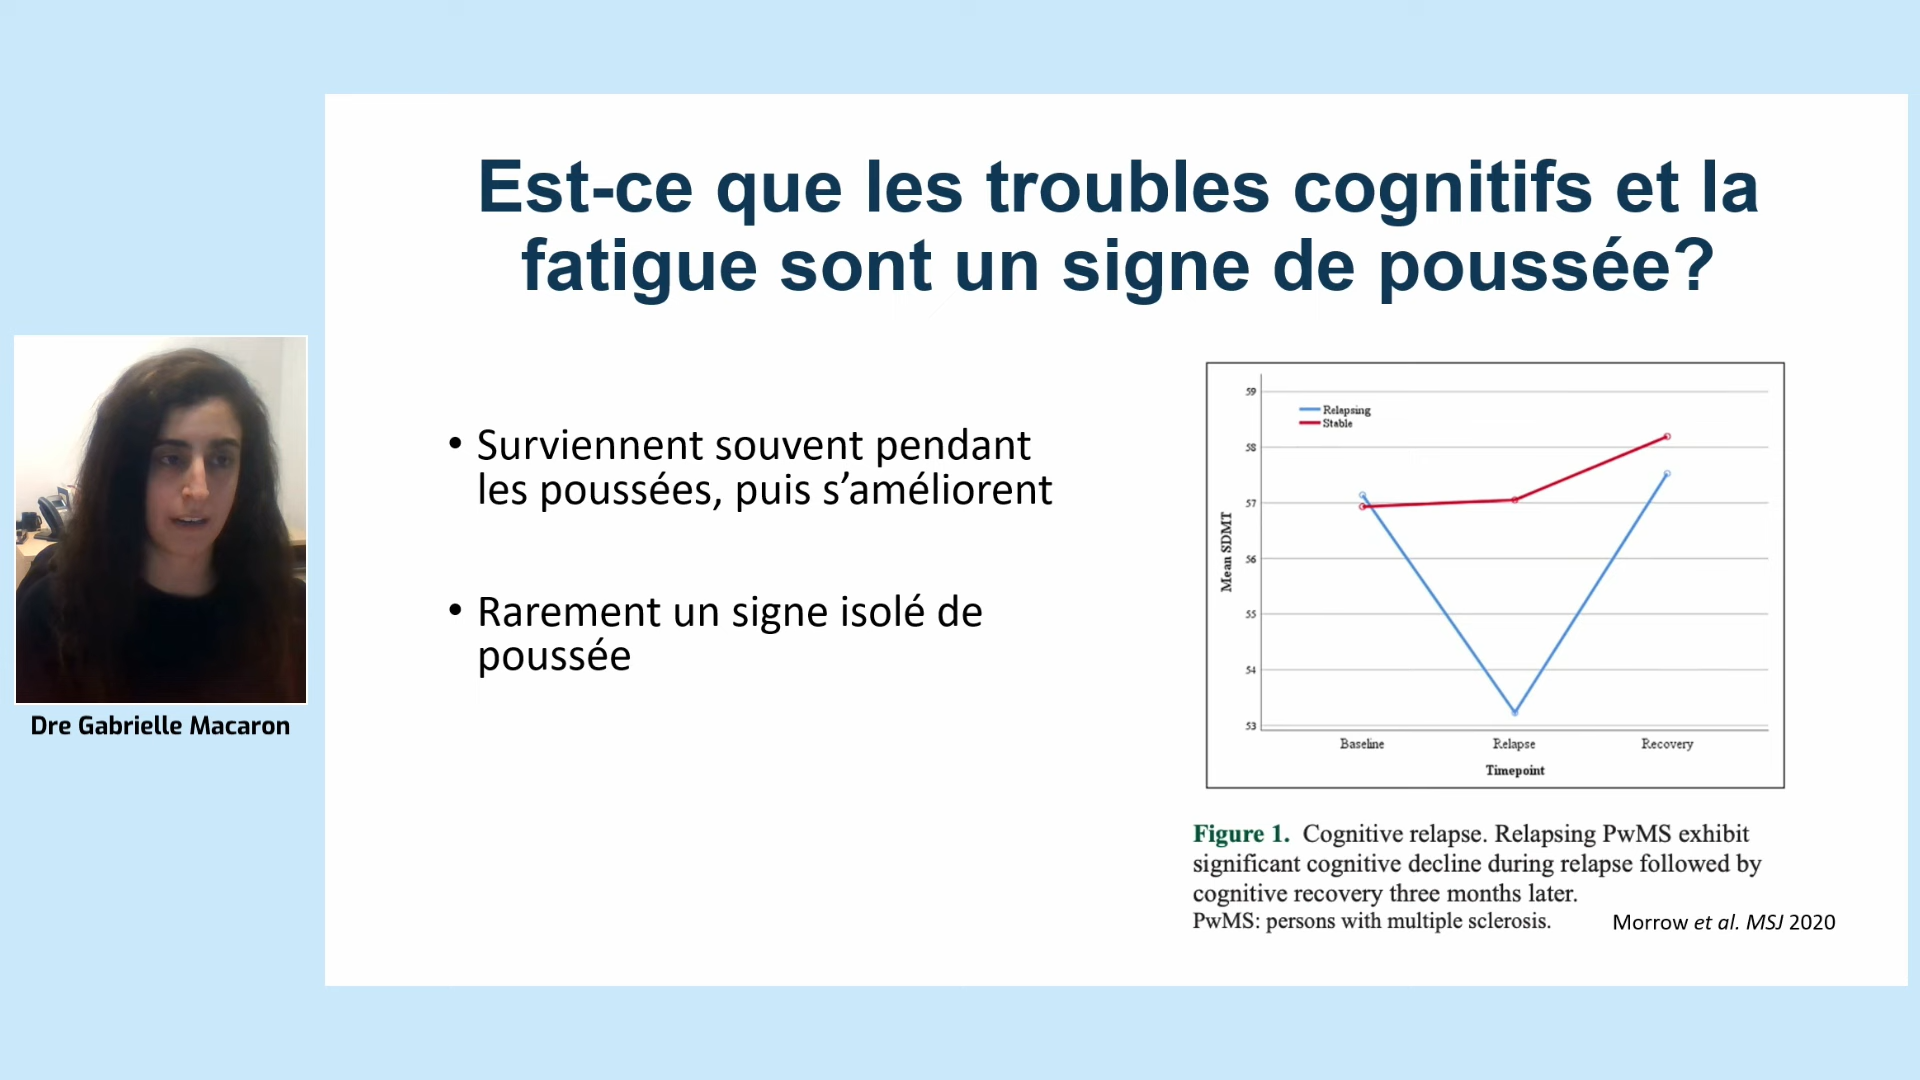 Est-ce que les troubles cognitifs et la
fatigue sont un signe de poussée?
• Surviennent souvent pendant
les poussées, puis s’améliorent
• Rarement un signe isolé de
poussée
Dre Gabrielle Macaron
59
58
57
56
55
54
53
Mean SDMT
Relapsing
Stable
Baseline
Relapse
Recovery
Timepoint
Figure 1. Cognitive relapse. Relapsing PwMS exhibit
significant cognitive decline during relapse followed by
cognitive recovery three months later.
PwMS: persons with multiple sclerosis.
Morrow et al. MSJ 2020